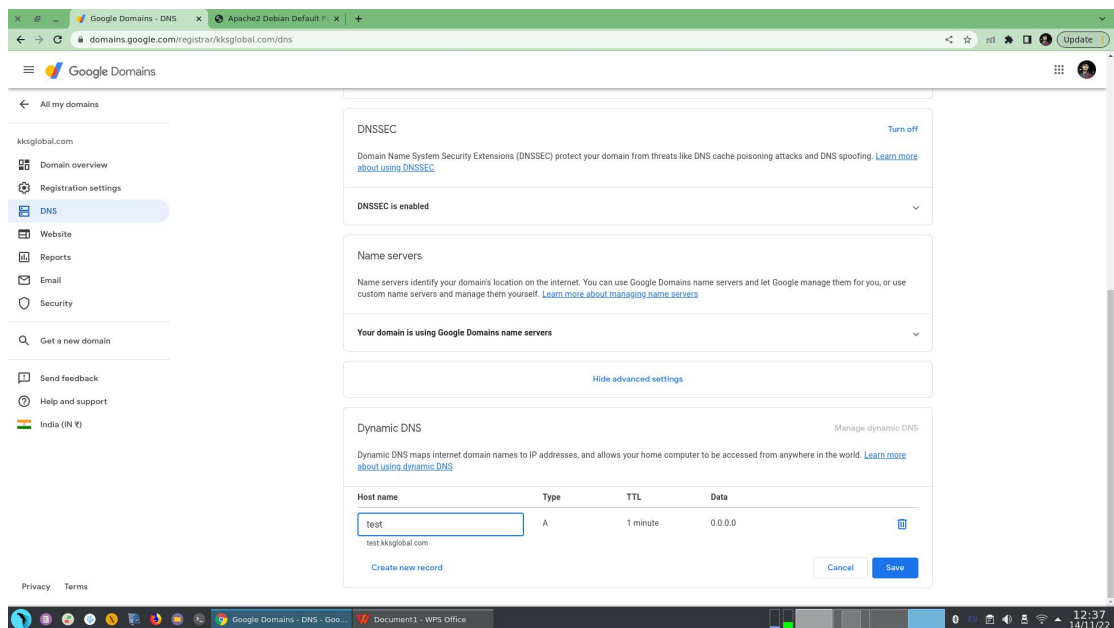 Google Domains - DNS
Apache2 Debian Default Pa
domains.google.com/registrar/kksglobal.com/dns
Update
Google Domains
All my domains
kksglobal.com
Domain overview
Registration settings
DNS
Website
Reports
Email
Security
Get a new domain
Send feedback
Help and support
India (IN ₹)
Privacy Terms
DNSSEC Turn off
Domain Name System Security Extensions (DNSSEC) protect your domain from threats like DNS cache poisoning attacks and DNS spoofing. Learn more
about using DNSSEC
DNSSEC is enabled
Name servers
Name servers identify your domain's location on the internet. You can use Google Domains name servers and let Google manage them for you, or use
custom name servers and manage them yourself. Learn more about managing name servers
Your domain is using Google Domains name servers
Hide advanced settings
Dynamic DNS Manage dynamic DNS
Dynamic DNS maps internet domain names to IP addresses, and allows your home computer to be accessed from anywhere in the world. Learn more
about using dynamic DNS
Host name Type TTL Data
test A 1 minute 0.0.0.0
test.kksglobal.com
Create new record Cancel Save
Google Domains - DNS - Goo... Document1 - WPS Office EN 12:37
14/11/22